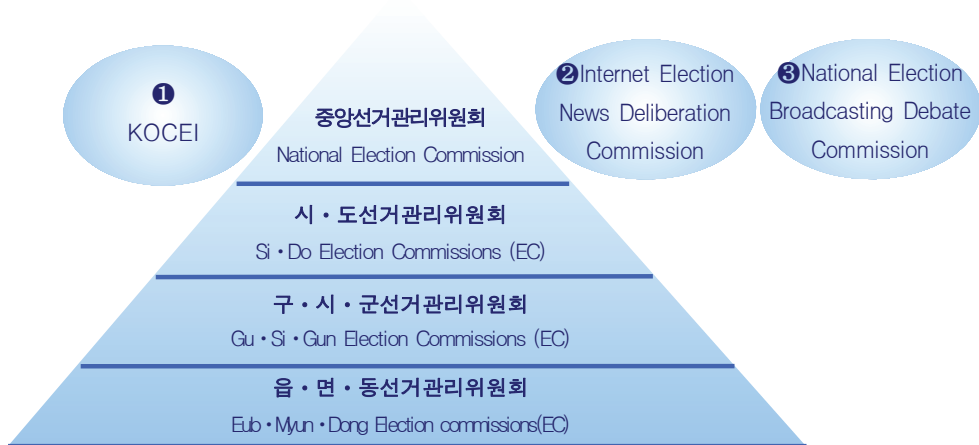 ❶
KOCEI
❷Internet Election
News Deliberation
Commission
❸National Election
Broadcasting Debate
Commission
중앙선거관리위원회
National Election Commission
시·도선거관리위원회
Si·Do Election Commissions (EC)
구·시·군선거관리위원회
Gu·Si·Gun Election Commissions (EC)
읍·면·동선거관리위원회
Eub·Myun·Dong Election commissions(EC)